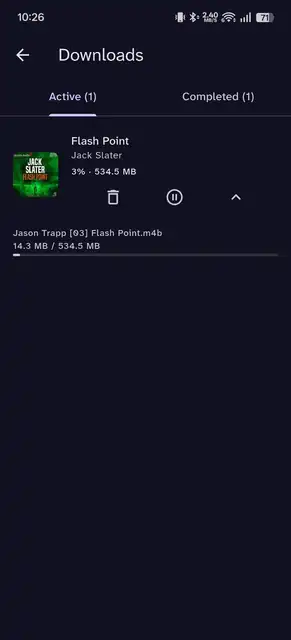 10:26
2.40
MB/s
71
Downloads
Active (1)
Completed (1)
JACK
SLATER
FLASH POINT
Flash Point
Jack Slater
3% · 534.5 MB
Jason Trapp [03] Flash Point.m4b
14.3 MB / 534.5 MB